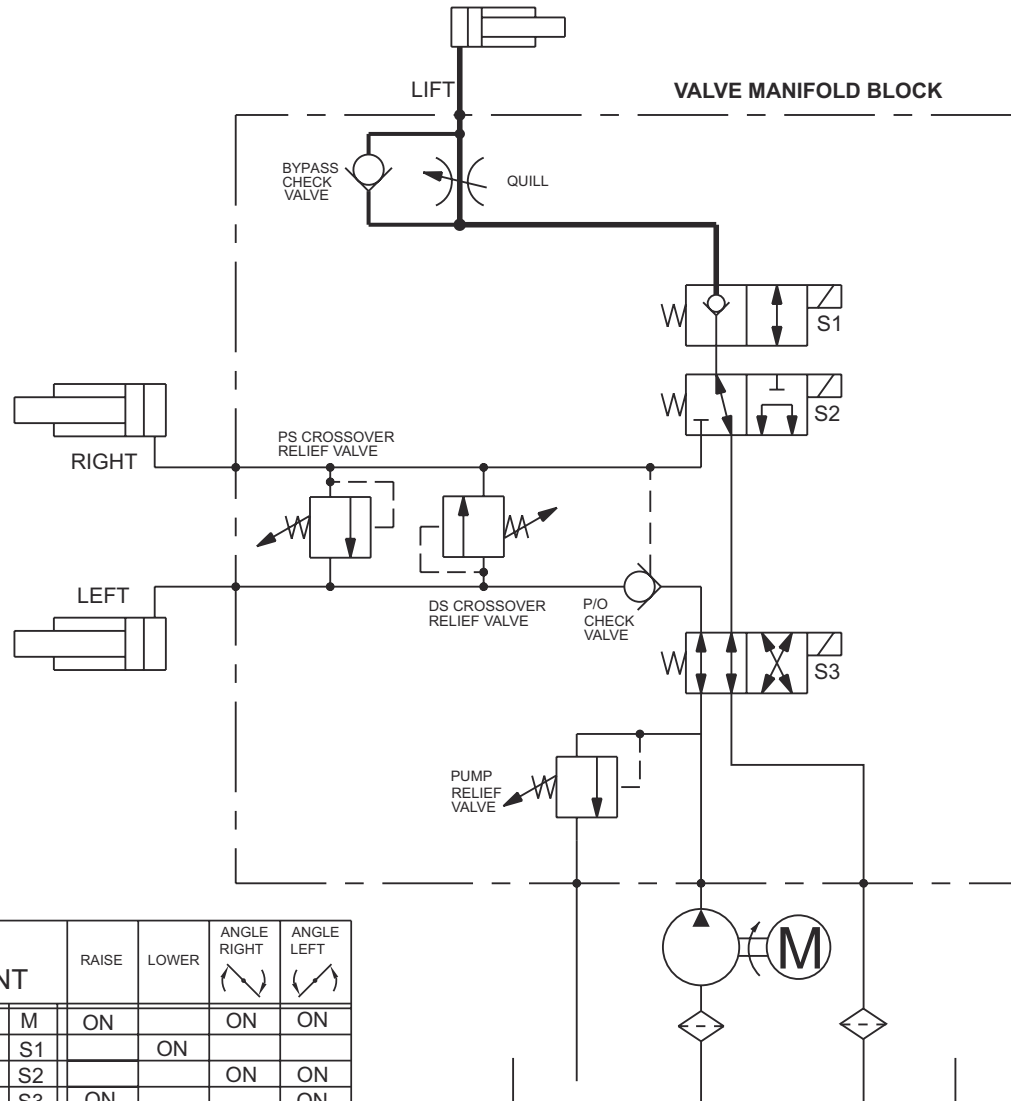 LIFT
VALVE MANIFOLD BLOCK
BYPASS
CHECK
VALVE
QUILL
S1
S2
RIGHT
PS CROSSOVER
RELIEF VALVE
LEFT
DS CROSSOVER
RELIEF VALVE
P/O
CHECK
VALVE
S3
PUMP
RELIEF
VALVE
M
NT RAISE LOWER ANGLE RIGHT ANGLE LEFT
M ON ON ON
S1 ON
S2 ON ON
S3 ON ON